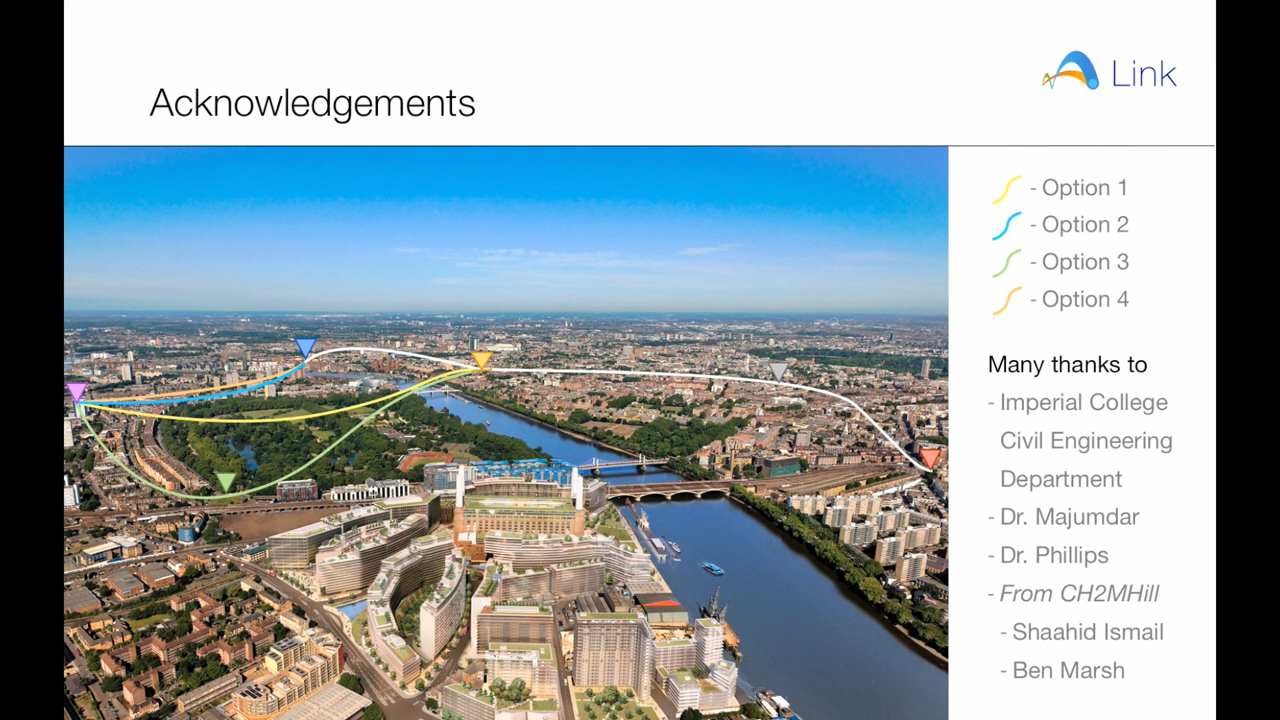 Link
Acknowledgements
- Option 1
- Option 2
- Option 3
- Option 4
Many thanks to
- Imperial College
Civil Engineering
Department
- Dr. Majumdar
- Dr. Phillips
- From CH2MHill
- Shaahid Ismail
- Ben Marsh